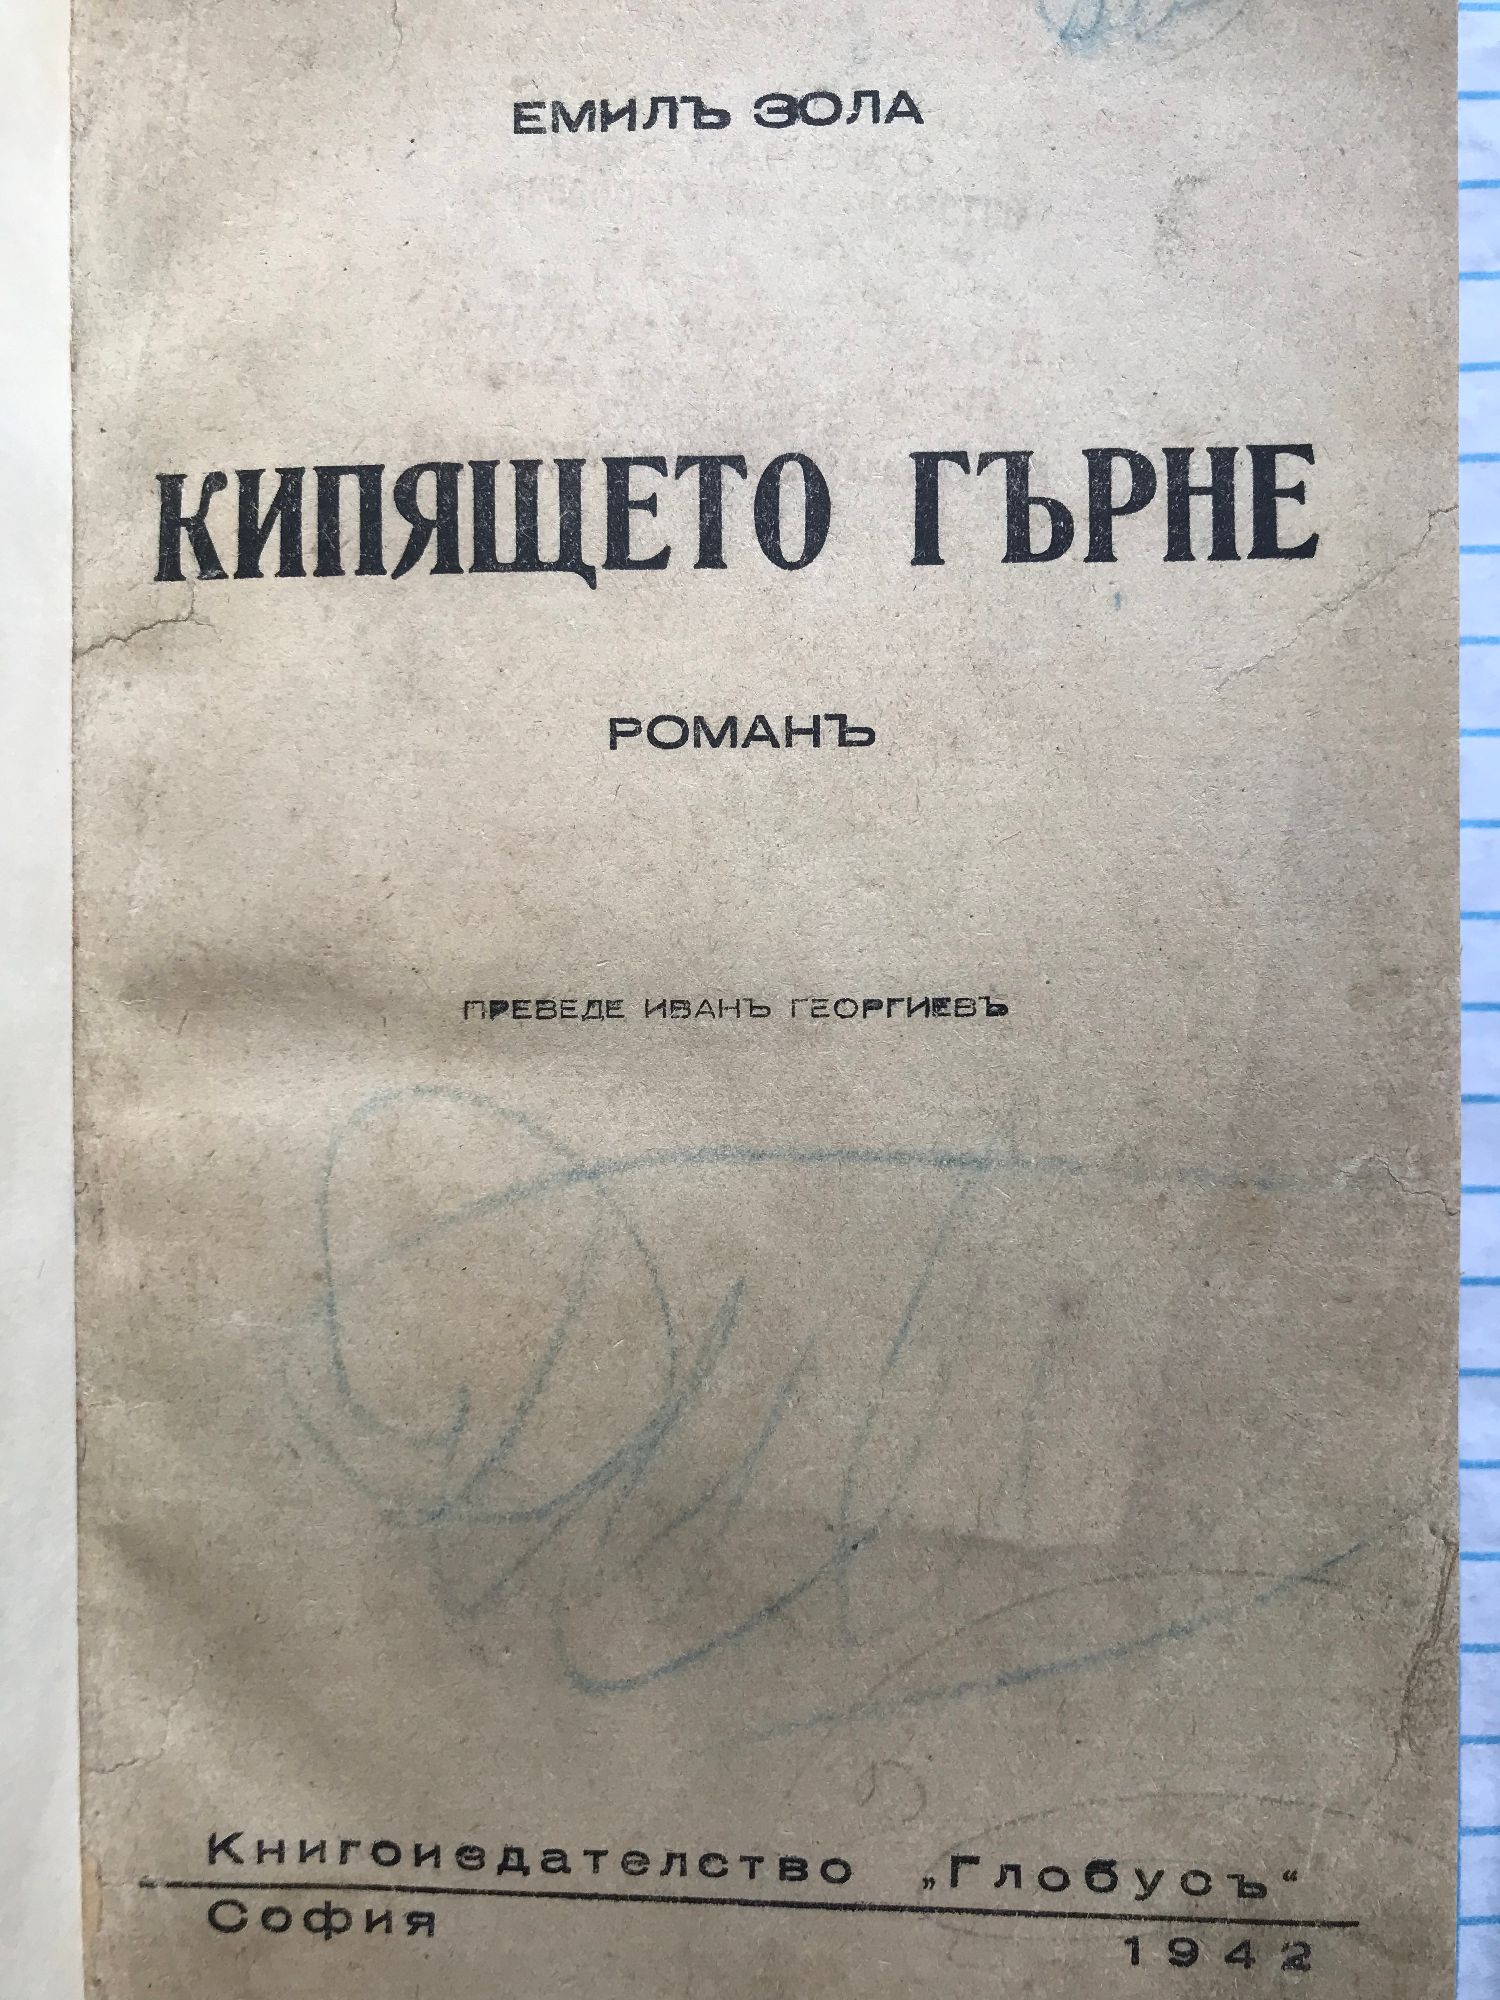 ЕМИЛЪ ЗОЛА
КИПЯЩЕТО ГЪРНЕ
РОМАНЪ
ПРЕВЕДЕ ИВАНЪ ГЕОРГИЕВЪ
Книгоиздателство „Глобусъ“
София
1942